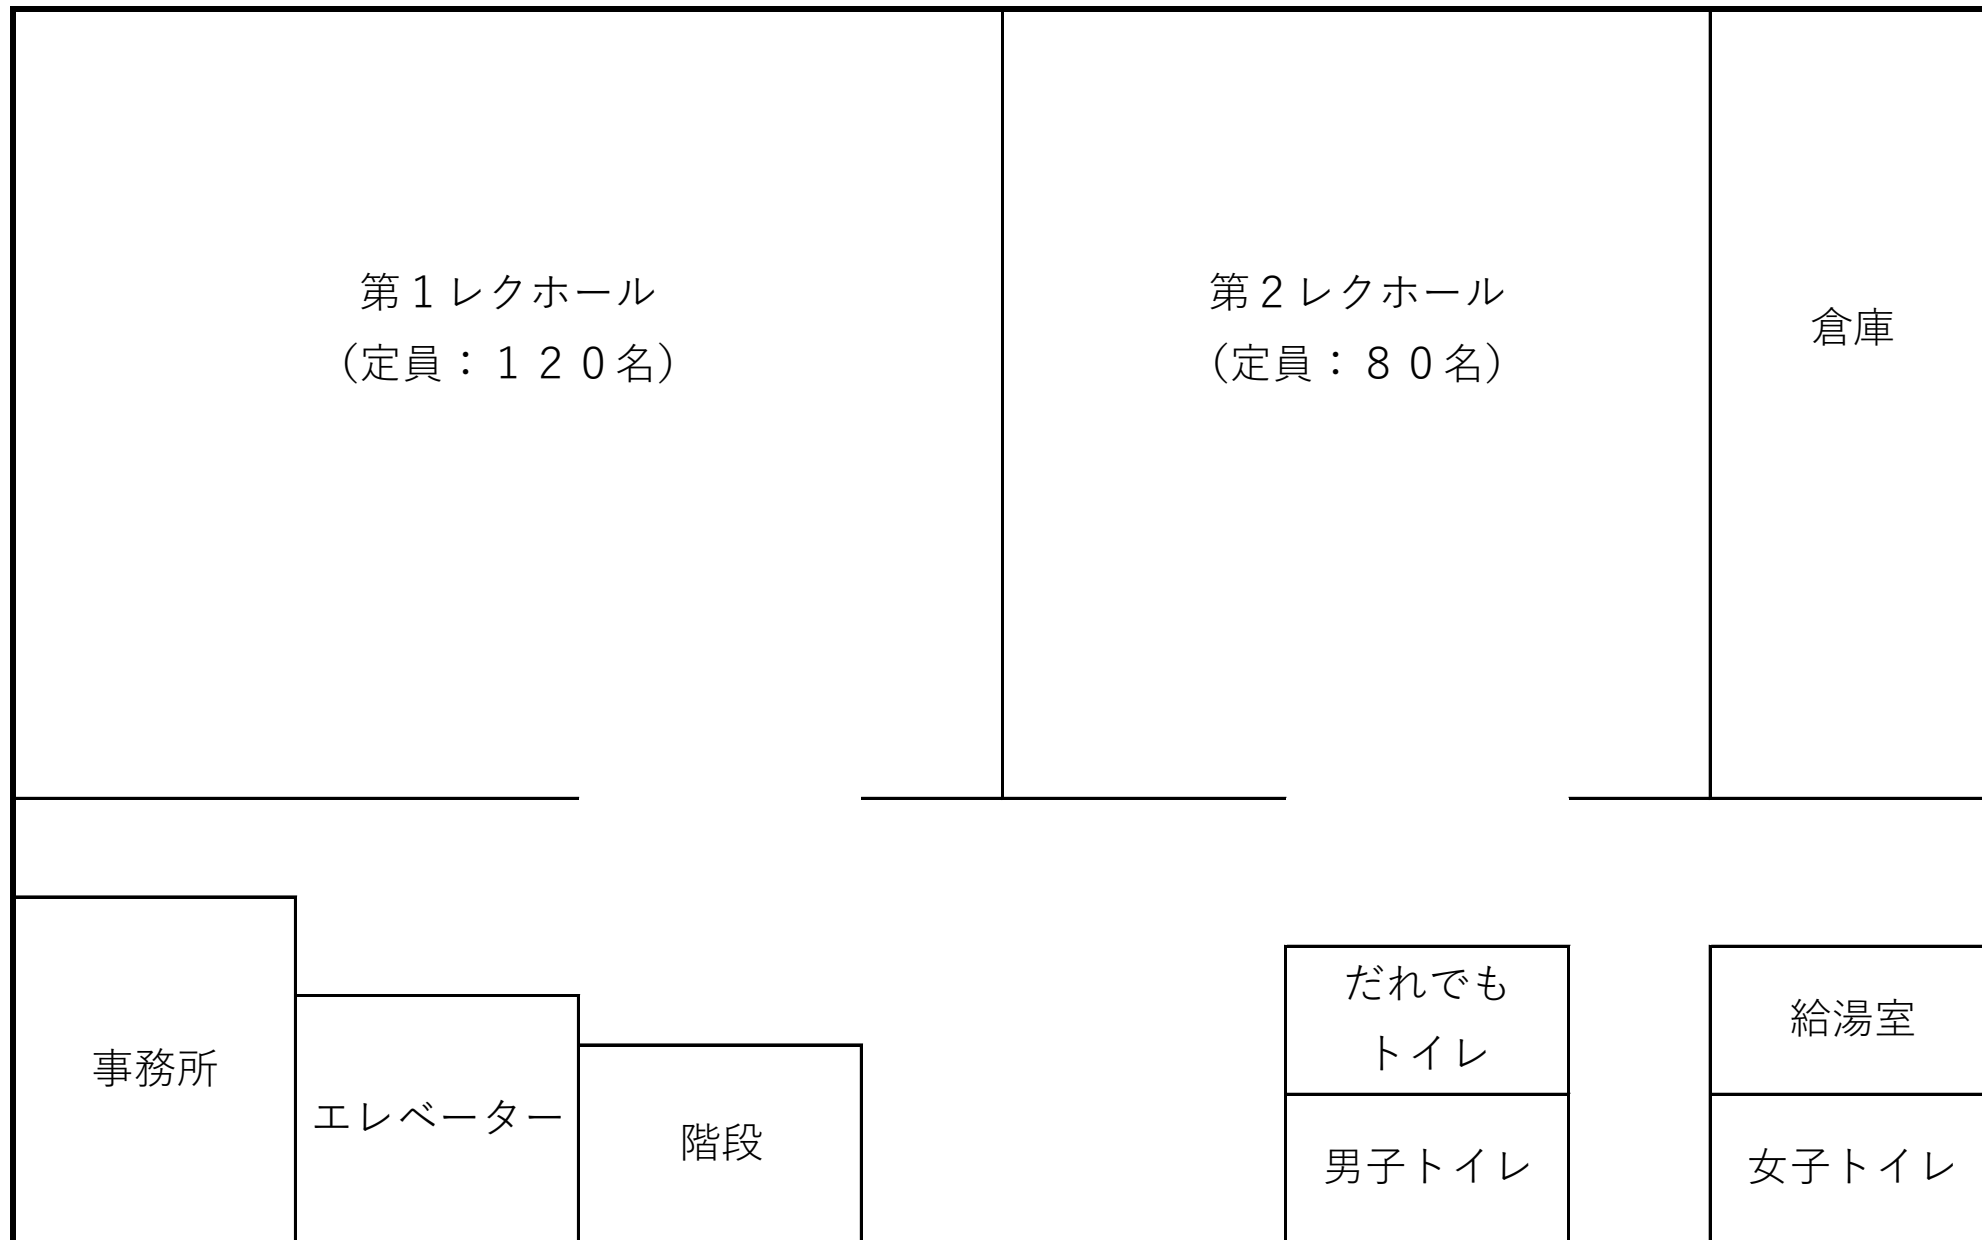 第１レクホール
（定員：１２０名）
第２レクホール
（定員：８０名）
倉庫
事務所
エレベーター
階段
だれでも
トイレ
男子トイレ
給湯室
女子トイレ